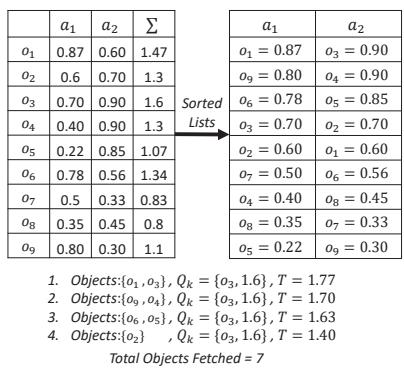 a₁ a₂ Σ
o₁ 0.87 0.60 1.47
o₂ 0.6 0.70 1.3
o₃ 0.70 0.90 1.6
o₄ 0.40 0.90 1.3
o₅ 0.22 0.85 1.07
o₆ 0.78 0.56 1.34
o₇ 0.5 0.33 0.83
o₈ 0.35 0.45 0.8
o₉ 0.80 0.30 1.1
Sorted
Lists
a₁ a₂
o₁ = 0.87 o₃ = 0.90
o₉ = 0.80 o₄ = 0.90
o₆ = 0.78 o₅ = 0.85
o₃ = 0.70 o₂ = 0.70
o₂ = 0.60 o₁ = 0.60
o₇ = 0.50 o₆ = 0.56
o₄ = 0.40 o₈ = 0.45
o₈ = 0.35 o₇ = 0.33
o₅ = 0.22 o₉ = 0.30
1. Objects:{o₁ ,o₃} , Qₖ = {o₃, 1.6} , T = 1.77
2. Objects:{o₉ ,o₄} , Qₖ = {o₃, 1.6} , T = 1.70
3. Objects:{o₆ ,o₅} , Qₖ = {o₃, 1.6} , T = 1.63
4. Objects:{o₂} , Qₖ = {o₃, 1.6} , T = 1.40
Total Objects Fetched = 7